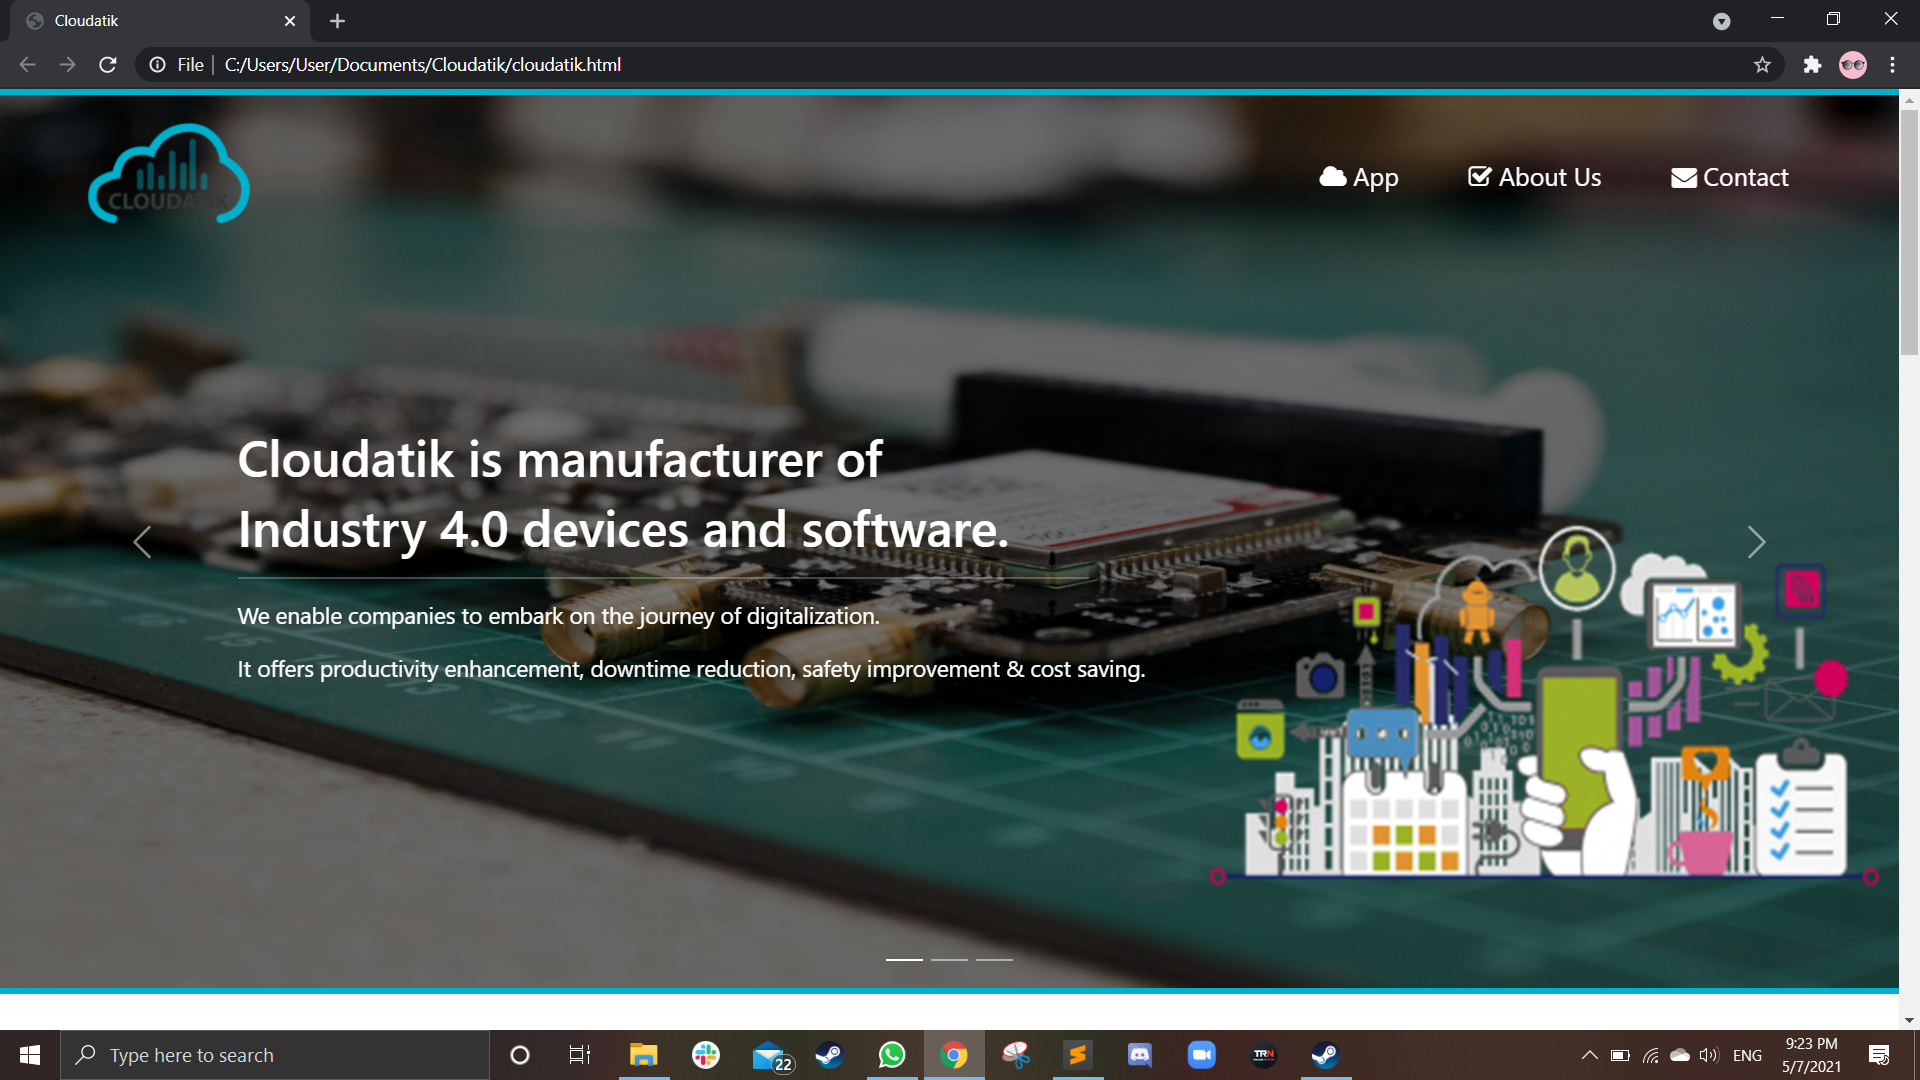 Cloudatik
File
C:/Users/User/Documents/Cloudatik/cloudatik.html
CLOUDATIK
App
About Us
Contact
Cloudatik is manufacturer of
Industry 4.0 devices and software.
We enable companies to embark on the journey of digitalization.
It offers productivity enhancement, downtime reduction, safety improvement & cost saving.
Type here to search
22
TRN
ENG
9:23 PM
5/7/2021